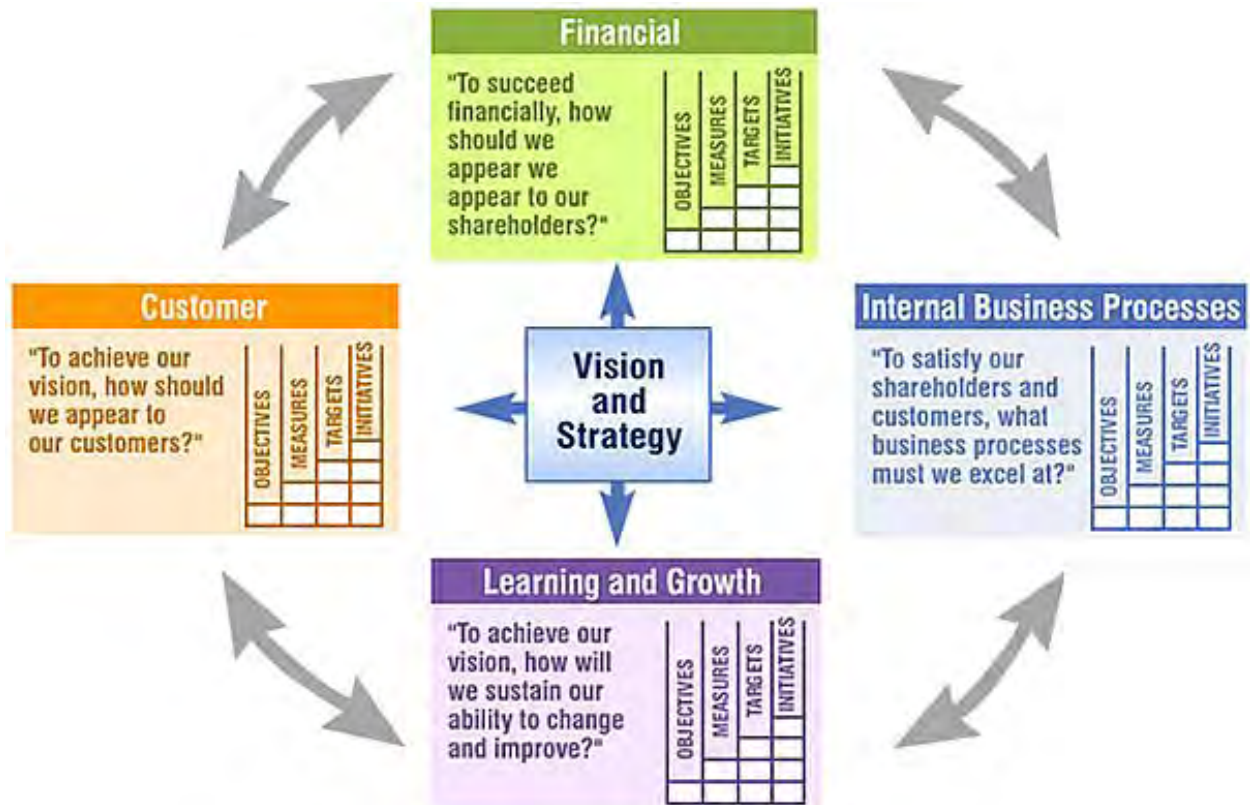 Financial
"To succeed
financially, how
should we
appear we
appear to our
shareholders?"
OBJECTIVES
MEASURES
TARGETS
INITIATIVES
Customer
"To achieve our
vision, how should
we appear to
our customers?"
OBJECTIVES
MEASURES
TARGETS
INITIATIVES
Vision
and
Strategy
Internal Business Processes
"To satisfy our
shareholders and
customers, what
business processes
must we excel at?"
OBJECTIVES
MEASURES
TARGETS
INITIATIVES
Learning and Growth
"To achieve our
vision, how will
we sustain our
ability to change
and improve?"
OBJECTIVES
MEASURES
TARGETS
INITIATIVES